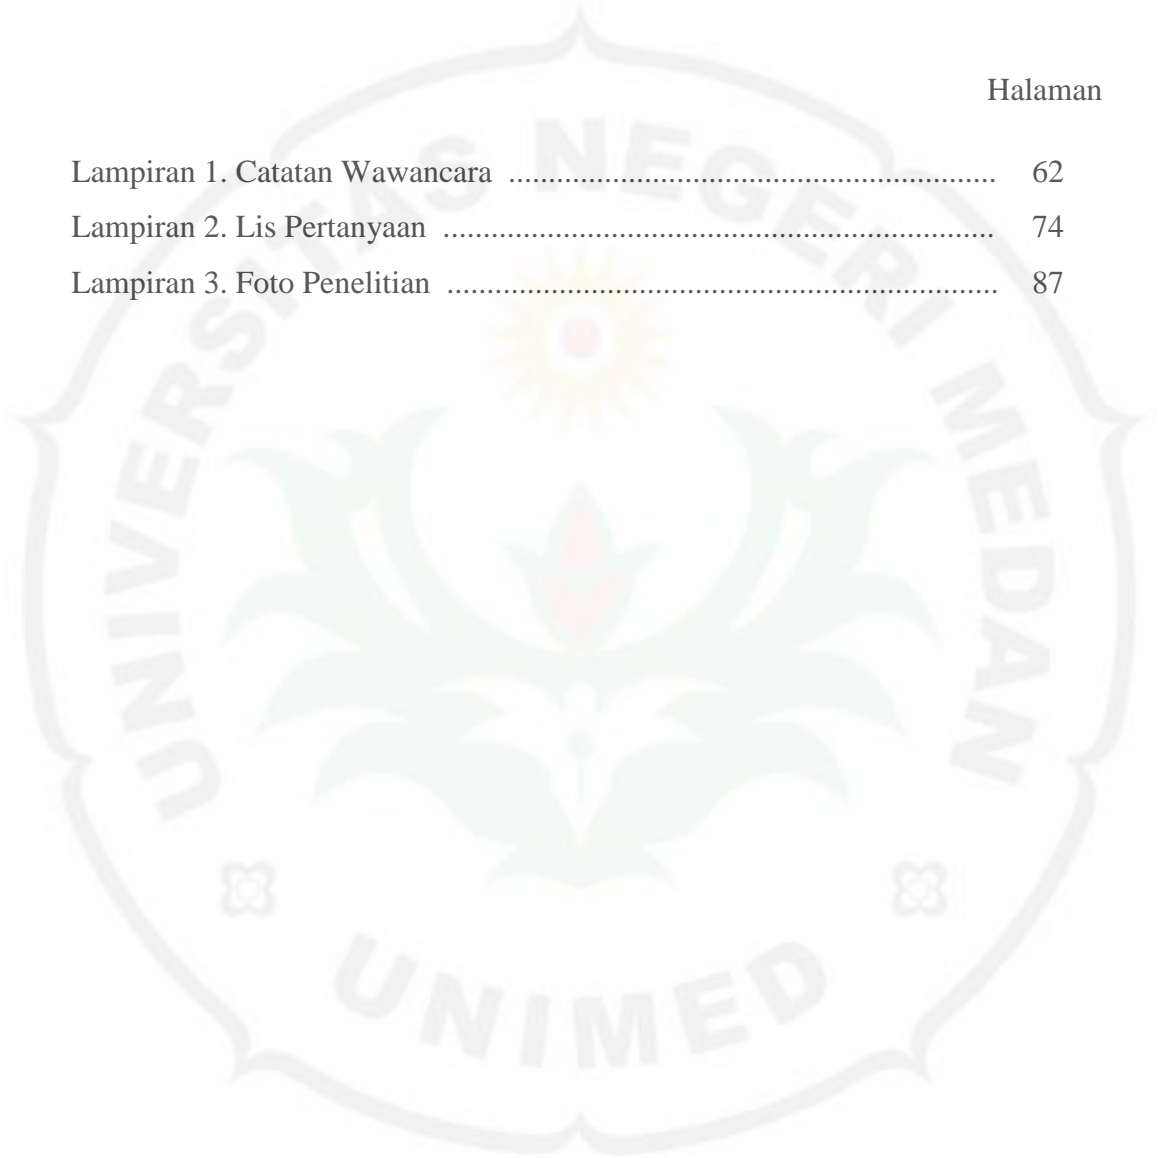 Halaman
Lampiran 1. Catatan Wawancara ............................................................ 62
Lampiran 2. Lis Pertanyaan .................................................................... 74
Lampiran 3. Foto Penelitian .................................................................... 87
UNIVERSITAS NEGERI MEDAN
UNIMED